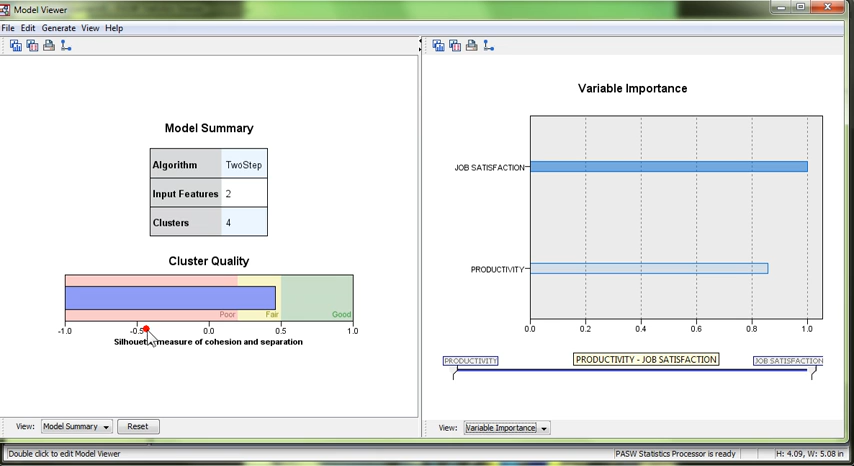 Model Viewer
File Edit Generate View Help
Model Summary
Algorithm TwoStep
Input Features 2
Clusters 4
Cluster Quality
Poor Fair Good
-1.0 -0.5 0.0 0.5 1.0
Silhouette measure of cohesion and separation
View: Model Summary Reset
Variable Importance
JOB SATISFACTION
PRODUCTIVITY
0.0 0.2 0.4 0.6 0.8 1.0
PRODUCTIVITY PRODUCTIVITY - JOB SATISFACTION JOB SATISFACTION
View: Variable Importance
Double click to edit Model Viewer PASW Statistics Processor is ready H: 4.09, W: 5.08 in